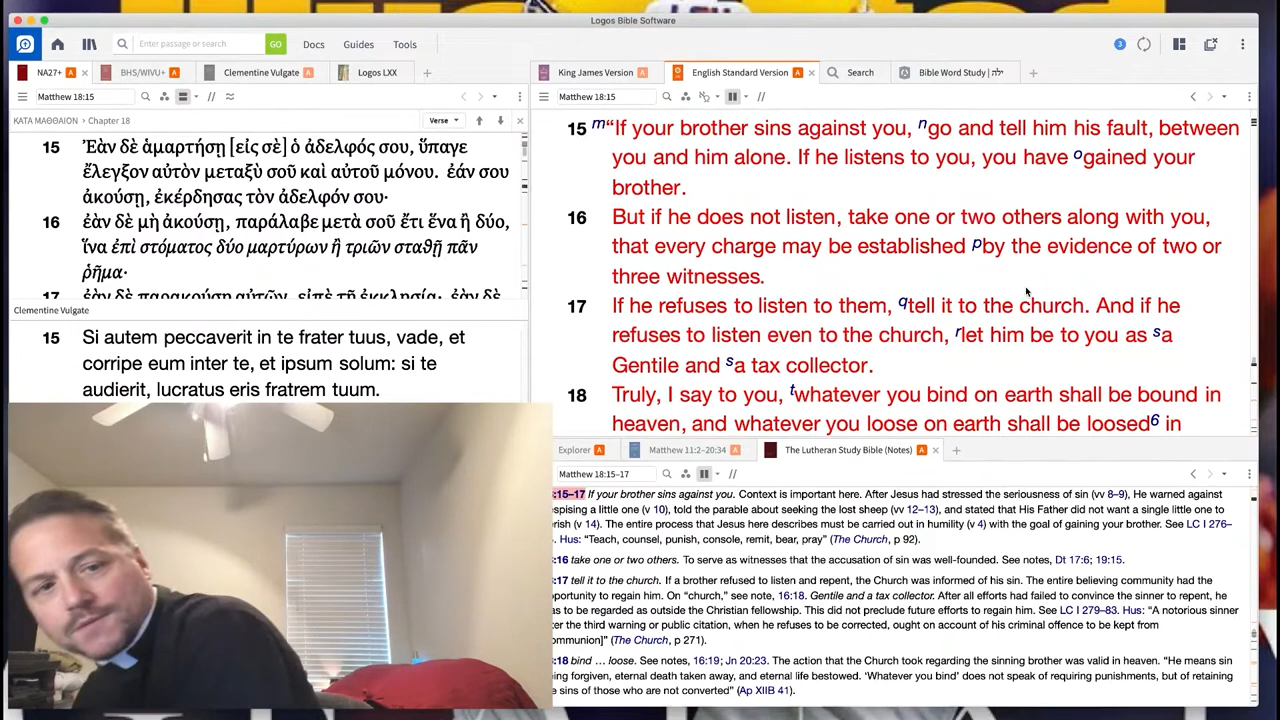 Logos Bible Software
Enter passage or search
GO
Docs
Guides
Tools
3
NA27+ A
BHS/WIVU+ A
Clementine Vulgate A
Logos LXX
Matthew 18:15
ΚΑΤΑ ΜΑΘΘΑΙΟΝ › Chapter 18
Verse
15 Ἐὰν δὲ ἁμαρτήσῃ [εἰς σὲ] ὁ ἀδελφός σου, ὕπαγε
ἔλεγξον αὐτὸν μεταξὺ σοῦ καὶ αὐτοῦ μόνου. ἐάν σου
ἀκούσῃ, ἐκέρδησας τὸν ἀδελφόν σου·
16 ἐὰν δὲ μὴ ἀκούσῃ, παράλαβε μετὰ σοῦ ἔτι ἕνα ἢ δύο,
ἵνα ἐπὶ στόματος δύο μαρτύρων ἢ τριῶν σταθῇ πᾶν
ῥῆμα·
17 ἐὰν δὲ παρακούσῃ αὐτῶν, εἰπὲ τῇ ἐκκλησίᾳ· ἐὰν δὲ
Clementine Vulgate
15 Si autem peccaverit in te frater tuus, vade, et
corripe eum inter te, et ipsum solum: si te
audierit, lucratus eris fratrem tuum.
King James Version A
English Standard Version A
Search
Bible Word Study | ילה
Matthew 18:15
15 m“If your brother sins against you, ngo and tell him his fault, between
you and him alone. If he listens to you, you have ogained your
brother.
16 But if he does not listen, take one or two others along with you,
that every charge may be established pby the evidence of two or
three witnesses.
17 If he refuses to listen to them, qtell it to the church. And if he
refuses to listen even to the church, rlet him be to you as sa
Gentile and sa tax collector.
18 Truly, I say to you, twhatever you bind on earth shall be bound in
heaven, and whatever you loose on earth shall be loosed6 in
Explorer A
Matthew 11:2–20:34 A
The Lutheran Study Bible (Notes) A
Matthew 18:15–17
:15–17 If your brother sins against you. Context is important here. After Jesus had stressed the seriousness of sin (vv 8–9), He warned against
spising a little one (v 10), told the parable about seeking the lost sheep (vv 12–13), and stated that His Father did not want a single little one to
rish (v 14). The entire process that Jesus here describes must be carried out in humility (v 4) with the goal of gaining your brother. See LC I 276–
. Hus: “Teach, counsel, punish, console, remit, bear, pray” (The Church, p 92).
:16 take one or two others. To serve as witnesses that the accusation of sin was well-founded. See notes, Dt 17:6; 19:15.
:17 tell it to the church. If a brother refused to listen and repent, the Church was informed of his sin. The entire believing community had the
portunity to regain him. On “church,” see note, 16:18. Gentile and a tax collector. After all efforts had failed to convince the sinner to repent, he
as to be regarded as outside the Christian fellowship. This did not preclude future efforts to regain him. See LC I 279–83. Hus: “A notorious sinner
ter the third warning or public citation, when he refuses to be corrected, ought on account of his criminal offence to be kept from
ommunion]” (The Church, p 271).
:18 bind … loose. See notes, 16:19; Jn 20:23. The action that the Church took regarding the sinning brother was valid in heaven. “He means sin
ing forgiven, eternal death taken away, and eternal life bestowed. ‘Whatever you bind’ does not speak of requiring punishments, but of retaining
e sins of those who are not converted” (Ap XIIB 41).